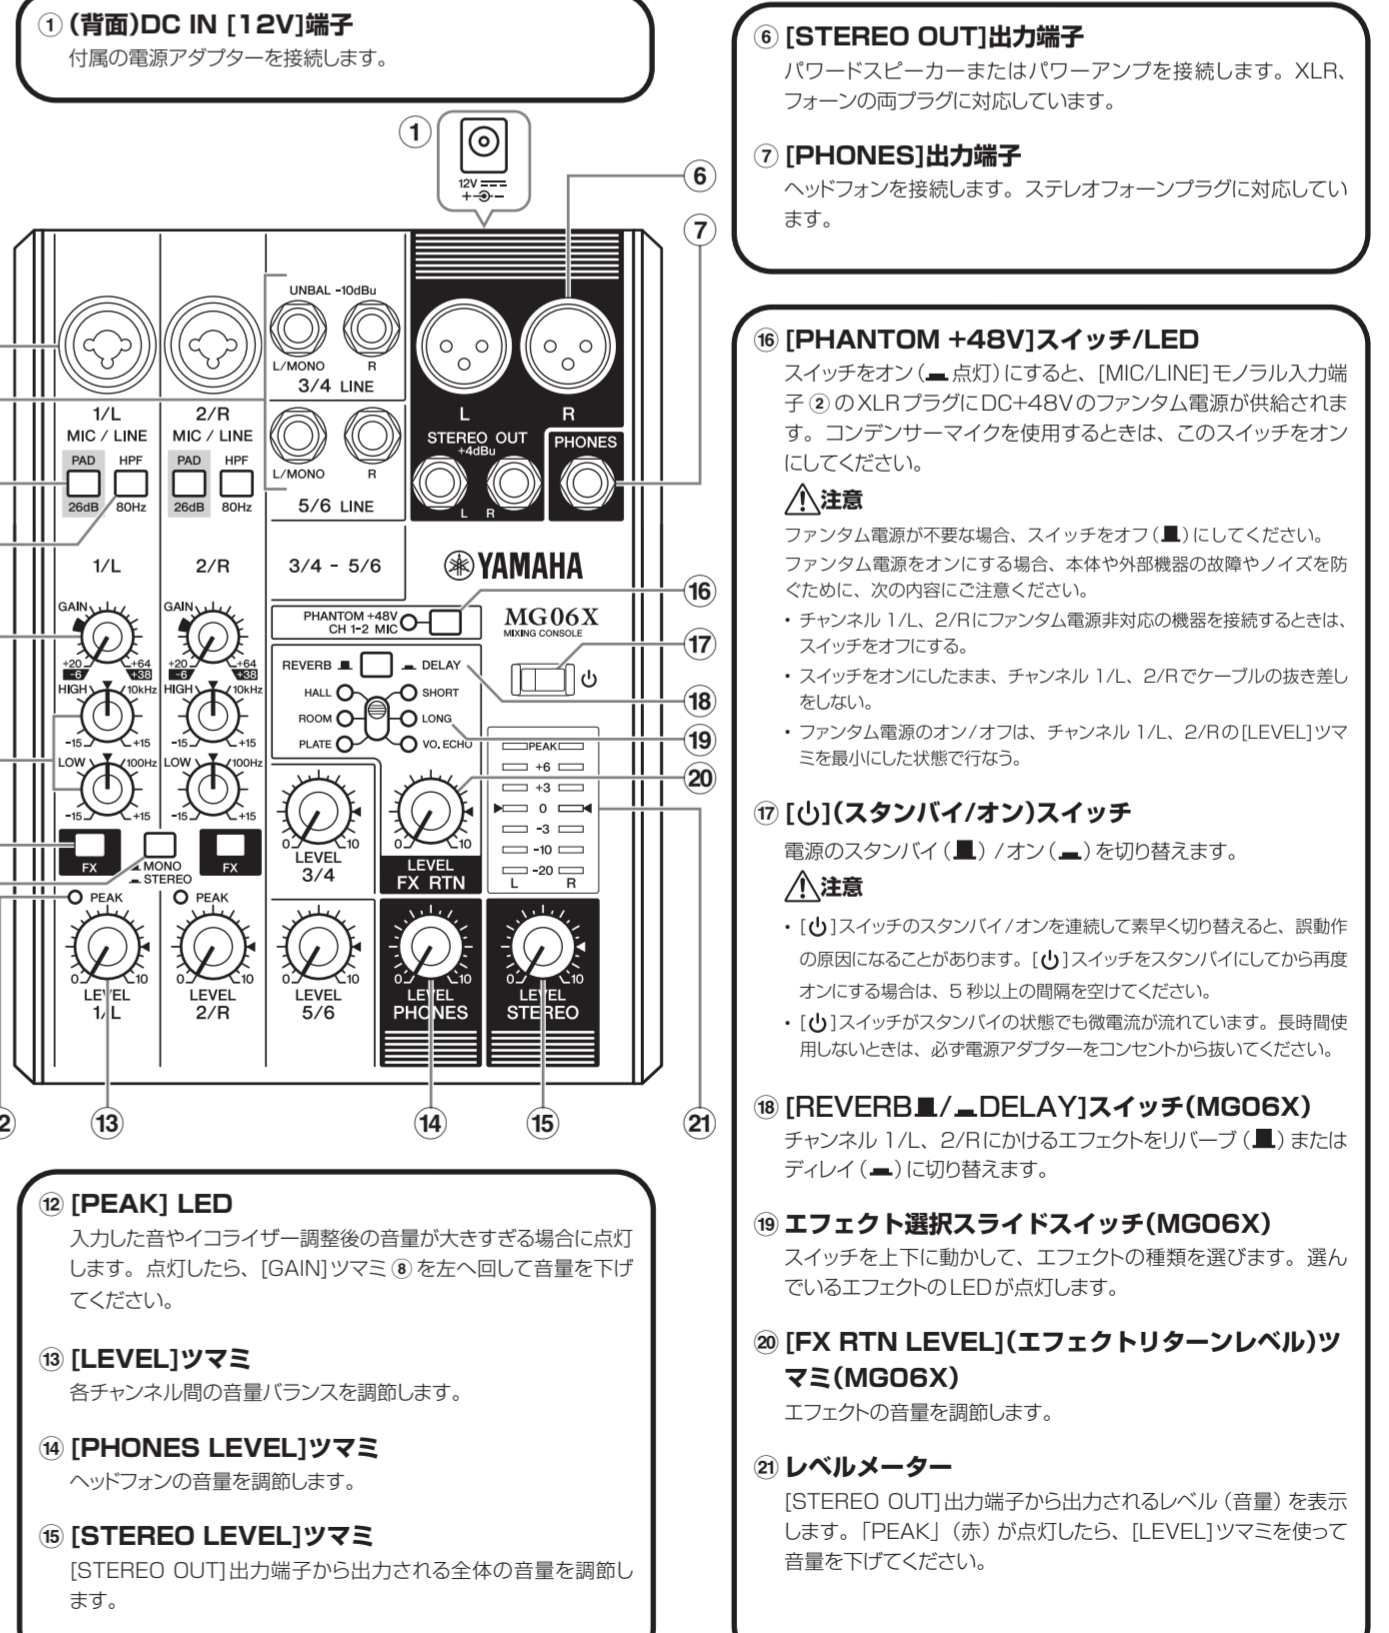 ① (背面)DC IN [12V]端子
付属の電源アダプターを接続します。
①
12V
⑥
⑦
UNBAL -10dBu
L/MONO R
3/4 LINE
1/L 2/R
MIC / LINE MIC / LINE
PAD HPF PAD HPF
26dB 80Hz 26dB 80Hz
L/MONO R
5/6 LINE
L R
STEREO OUT
+4dBu
L R
PHONES
1/L 2/R 3/4 - 5/6
YAMAHA
PHANTOM +48V
CH 1-2 MIC
MG06X
MIXING CONSOLE
⑯
⑰
⑱
⑲
⑳
GAIN GAIN
+20 +64 +20 +64
-6 +38 -6 +38
HIGH 10kHz HIGH 10kHz
-15 +15 -15 +15
LOW 100Hz LOW 100Hz
-15 +15 -15 +15
REVERB DELAY
HALL SHORT
ROOM LONG
PLATE VO. ECHO
PEAK
+6
+3
0
-3
-10
-20
L R
0 10 0 10
LEVEL
3/4
LEVEL
FX RTN
FX FX
MONO
STEREO
PEAK PEAK
0 10 0 10 0 10 0 10 0 10
LEVEL LEVEL LEVEL LEVEL LEVEL
1/L 2/R 5/6 PHONES STEREO
⑬ ⑭ ⑮ ㉑
⑫ [PEAK] LED
入力した音やイコライザー調整後の音量が大きすぎる場合に点灯
します。点灯したら、[GAIN]ツマミ⑧を左へ回して音量を下げ
てください。
⑬ [LEVEL]ツマミ
各チャンネル間の音量バランスを調節します。
⑭ [PHONES LEVEL]ツマミ
ヘッドフォンの音量を調節します。
⑮ [STEREO LEVEL]ツマミ
[STEREO OUT]出力端子から出力される全体の音量を調節し
ます。
⑥ [STEREO OUT]出力端子
パワードスピーカーまたはパワーアンプを接続します。XLR、
フォーンの両プラグに対応しています。
⑦ [PHONES]出力端子
ヘッドフォンを接続します。ステレオフォーンプラグに対応してい
ます。
⑯ [PHANTOM +48V]スイッチ/LED
スイッチをオン(点灯)にすると、[MIC/LINE]モノラル入力端
子②のXLRプラグにDC+48Vのファンタム電源が供給されま
す。コンデンサーマイクを使用するときは、このスイッチをオン
にしてください。
注意
ファンタム電源が不要な場合、スイッチをオフ()にしてください。
ファンタム電源をオンにする場合、本体や外部機器の故障やノイズを防
ぐために、次の内容にご注意ください。
・チャンネル 1/L、2/Rにファンタム電源非対応の機器を接続するときは、
スイッチをオフにする。
・スイッチをオンにしたまま、チャンネル 1/L、2/Rでケーブルの抜き差し
をしない。
・ファンタム電源のオン/オフは、チャンネル 1/L、2/Rの[LEVEL]ツマ
ミを最小にした状態で行なう。
⑰ [⏻](スタンバイ/オン)スイッチ
電源のスタンバイ()/オン()を切り替えます。
注意
・[⏻]スイッチのスタンバイ/オンを連続して素早く切り替えると、誤動作
の原因になることがあります。[⏻]スイッチをスタンバイにしてから再度
オンにする場合は、5 秒以上の間隔を空けてください。
・[⏻]スイッチがスタンバイの状態でも微電流が流れています。長時間使
用しないときは、必ず電源アダプターをコンセントから抜いてください。
⑱ [REVERB/DELAY]スイッチ(MG06X)
チャンネル 1/L、2/Rにかけるエフェクトをリバーブ()または
ディレイ()に切り替えます。
⑲ エフェクト選択スライドスイッチ(MG06X)
スイッチを上下に動かして、エフェクトの種類を選びます。選ん
でいるエフェクトのLEDが点灯します。
⑳ [FX RTN LEVEL](エフェクトリターンレベル)ツ
マミ(MG06X)
エフェクトの音量を調節します。
㉑ レベルメーター
[STEREO OUT]出力端子から出力されるレベル(音量)を表示
します。「PEAK」(赤)が点灯したら、[LEVEL]ツマミを使って
音量を下げてください。